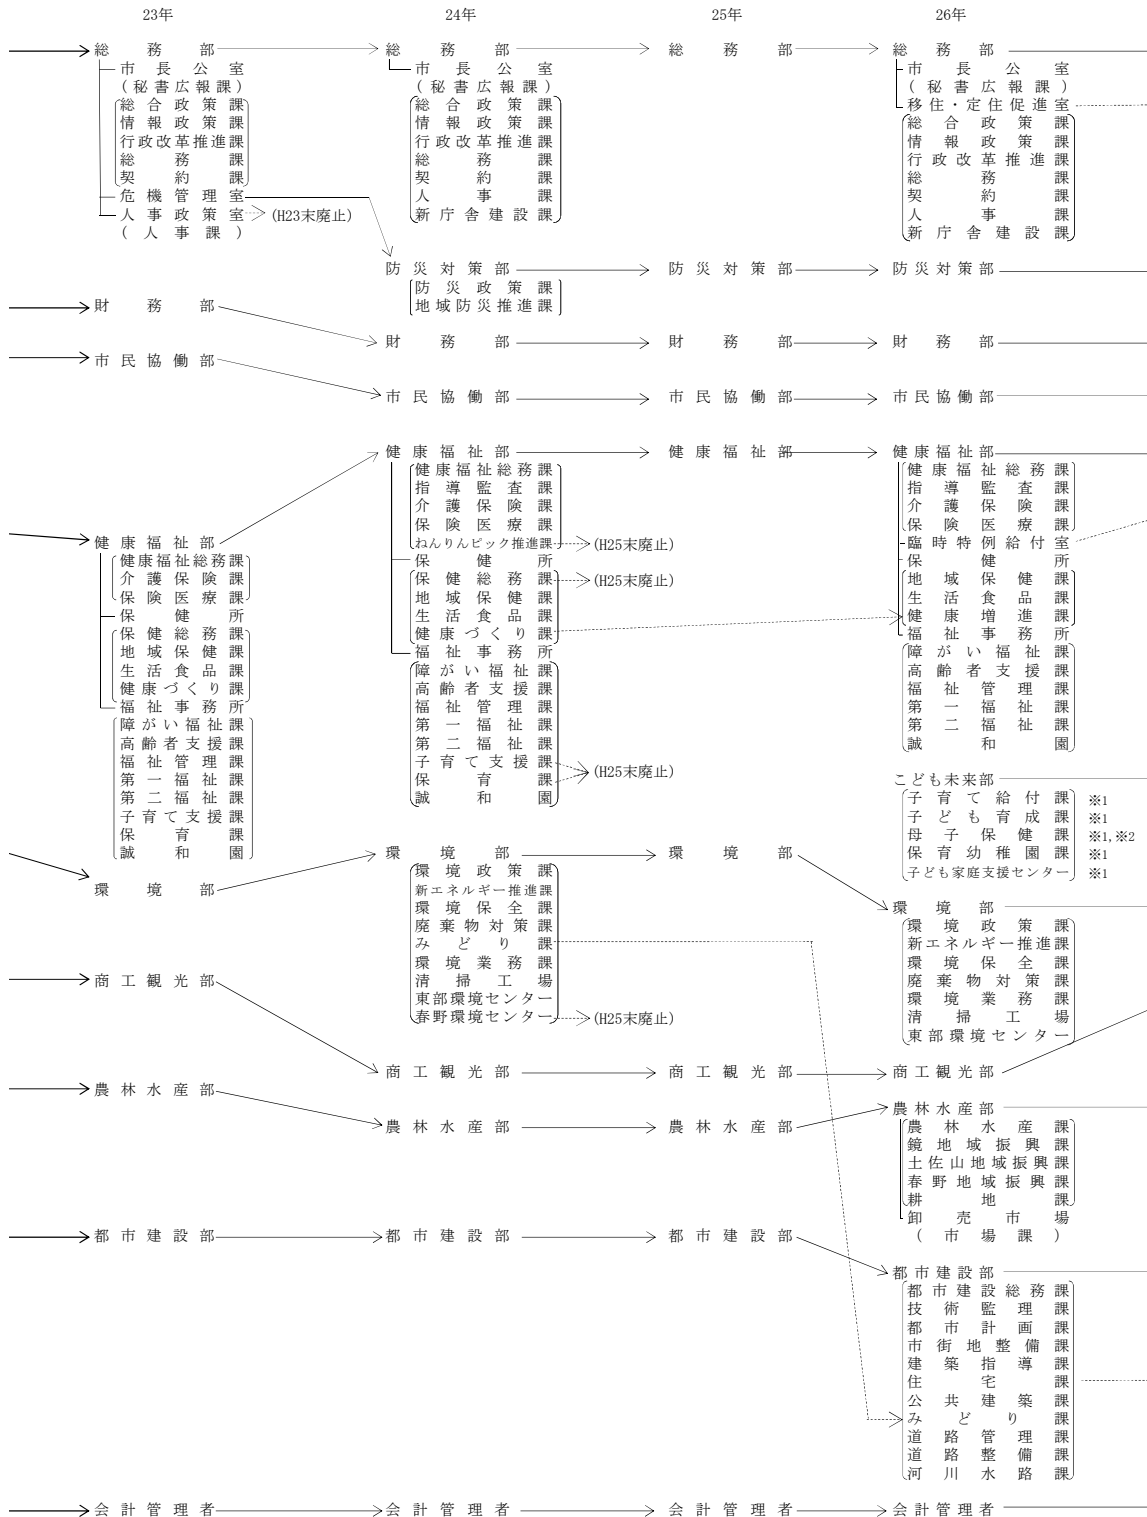 23年
24年
25年
26年
総務部
市長公室
(秘書広報課)
総合政策課
情報政策課
行政改革推進課
総務課
契約課
危機管理室
人事政策室
(H23末廃止)
(人事課)
財務部
市民協働部
健康福祉部
健康福祉総務課
介護保険課
保険医療課
保健所
保健総務課
地域保健課
生活食品課
健康づくり課
福祉事務所
障がい福祉課
高齢者支援課
福祉管理課
第一福祉課
第二福祉課
子育て支援課
保育課
誠和園
環境部
商工観光部
農林水産部
都市建設部
会計管理者
総務部
市長公室
(秘書広報課)
総合政策課
情報政策課
行政改革推進課
総務課
契約課
人事課
新庁舎建設課
防災対策部
防災政策課
地域防災推進課
財務部
市民協働部
健康福祉部
健康福祉総務課
指導監査課
介護保険課
保険医療課
ねんりんピック推進課
(H25末廃止)
保健所
保健総務課
(H25末廃止)
地域保健課
生活食品課
健康づくり課
福祉事務所
障がい福祉課
高齢者支援課
福祉管理課
第一福祉課
第二福祉課
子育て支援課
保育課
(H25末廃止)
誠和園
環境部
環境政策課
新エネルギー推進課
環境保全課
廃棄物対策課
みどり課
環境業務課
清掃工場
東部環境センター
春野環境センター
(H25末廃止)
商工観光部
農林水産部
都市建設部
会計管理者
総務部
防災対策部
財務部
市民協働部
健康福祉部
環境部
商工観光部
農林水産部
都市建設部
会計管理者
総務部
市長公室
(秘書広報課)
移住・定住促進室
総合政策課
情報政策課
行政改革推進課
総務課
契約課
人事課
新庁舎建設課
防災対策部
財務部
市民協働部
健康福祉部
健康福祉総務課
指導監査課
介護保険課
保険医療課
臨時特例給付室
保健所
地域保健課
生活食品課
健康増進課
福祉事務所
障がい福祉課
高齢者支援課
福祉管理課
第一福祉課
第二福祉課
誠和園
こども未来部
子育て給付課 ※1
子ども育成課 ※1
母子保健課 ※1,※2
保育幼稚園課 ※1
子ども家庭支援センター ※1
環境部
環境政策課
新エネルギー推進課
環境保全課
廃棄物対策課
環境業務課
清掃工場
東部環境センター
商工観光部
農林水産部
農林水産課
鏡地域振興課
土佐山地域振興課
春野地域振興課
耕地課
卸売市場
(市場課)
都市建設部
都市建設総務課
技術監理課
都市計画課
市街地整備課
建築指導課
住宅課
公共建築課
みどり課
道路管理課
道路整備課
河川水路課
会計管理者